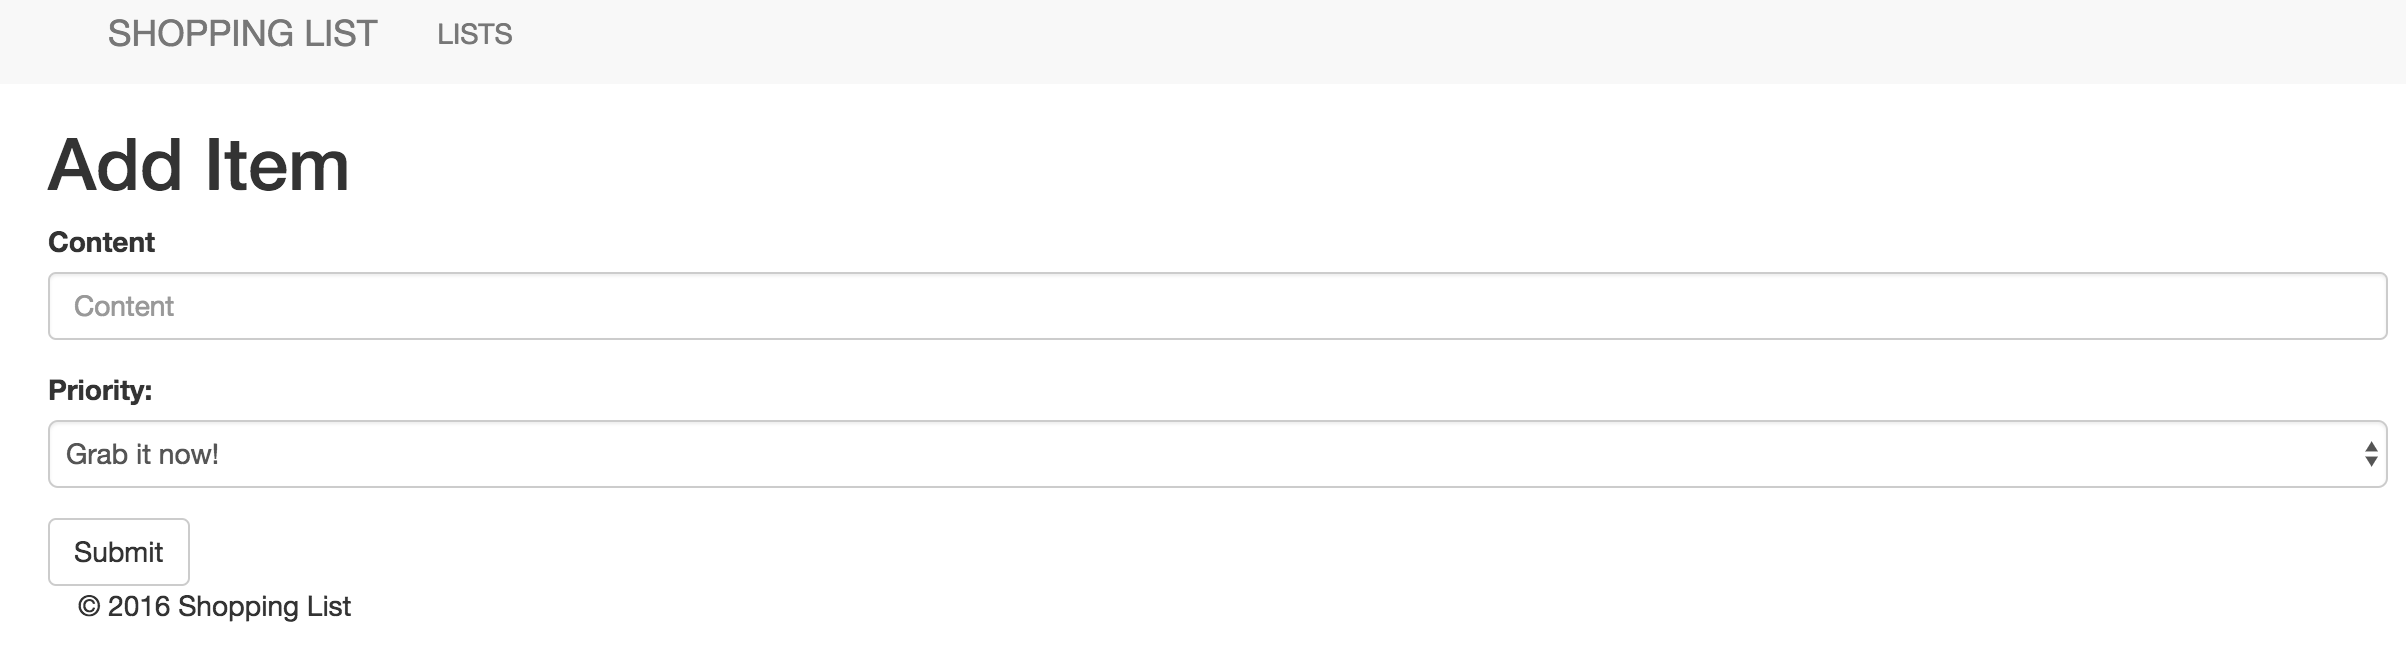 SHOPPING LIST LISTS
Add Item
Content
Content
Priority:
Grab it now!
Submit
© 2016 Shopping List